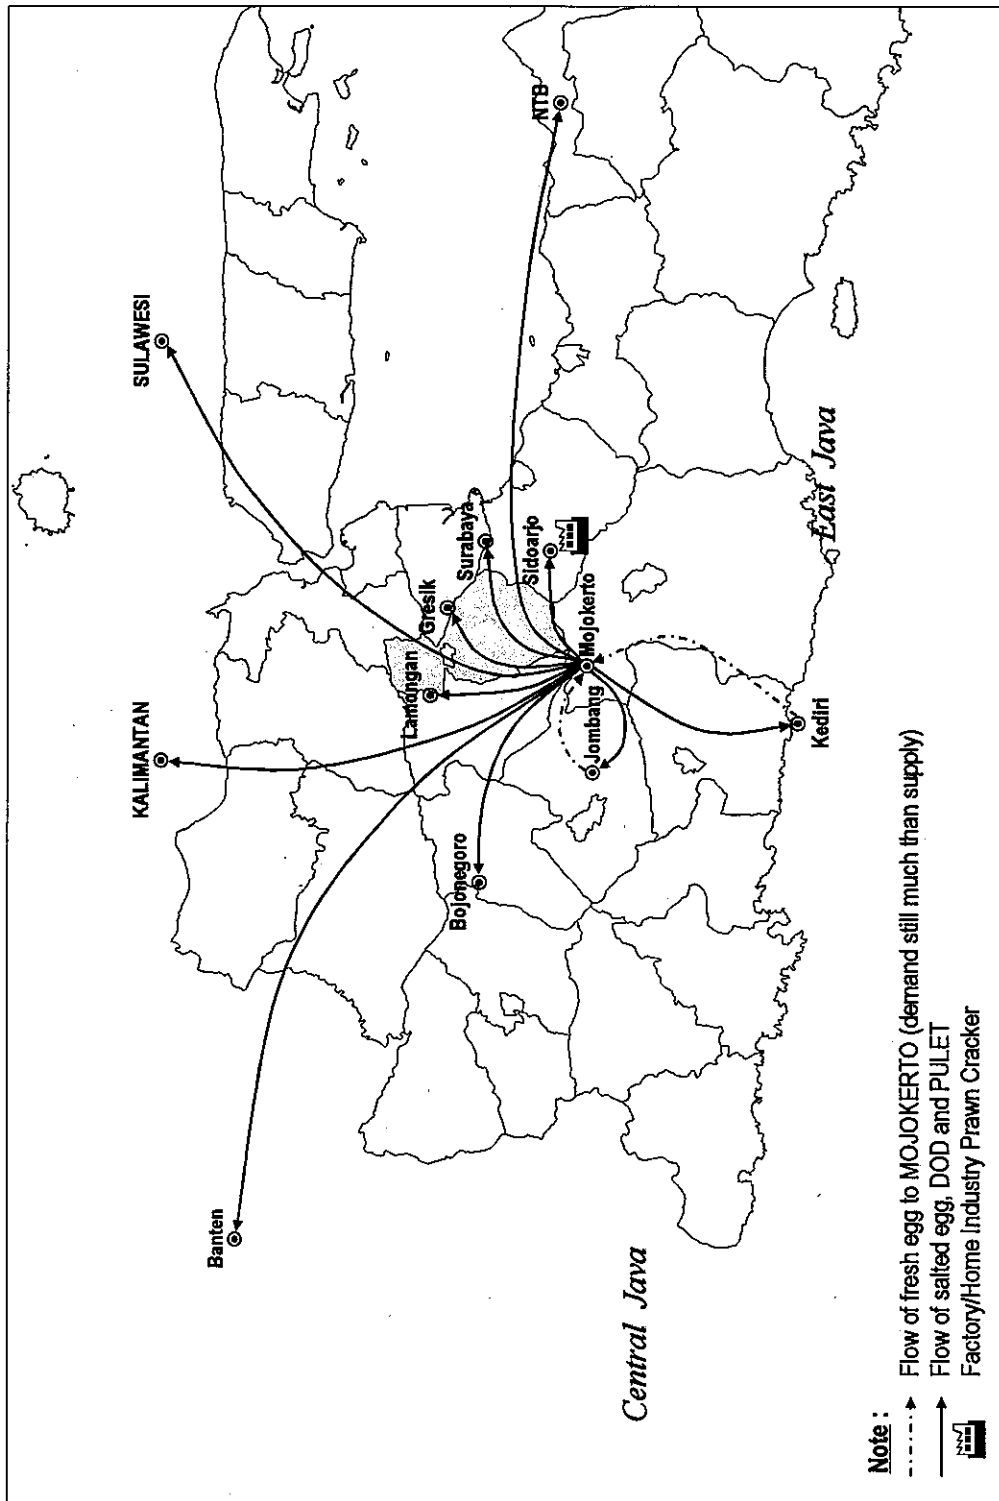 KALIMANTAN
SULAWESI
Banten
Lamongan
Gresik
Surabaya
Bojonegoro
Sidoarjo
NTB
Mojokerto
Jombang
Kediri
Central Java
East Java
Note :
Flow of fresh egg to MOJOKERTO (demand still much than supply)
Flow of salted egg, DOD and PULET
Factory/Home Industry Prawn Cracker